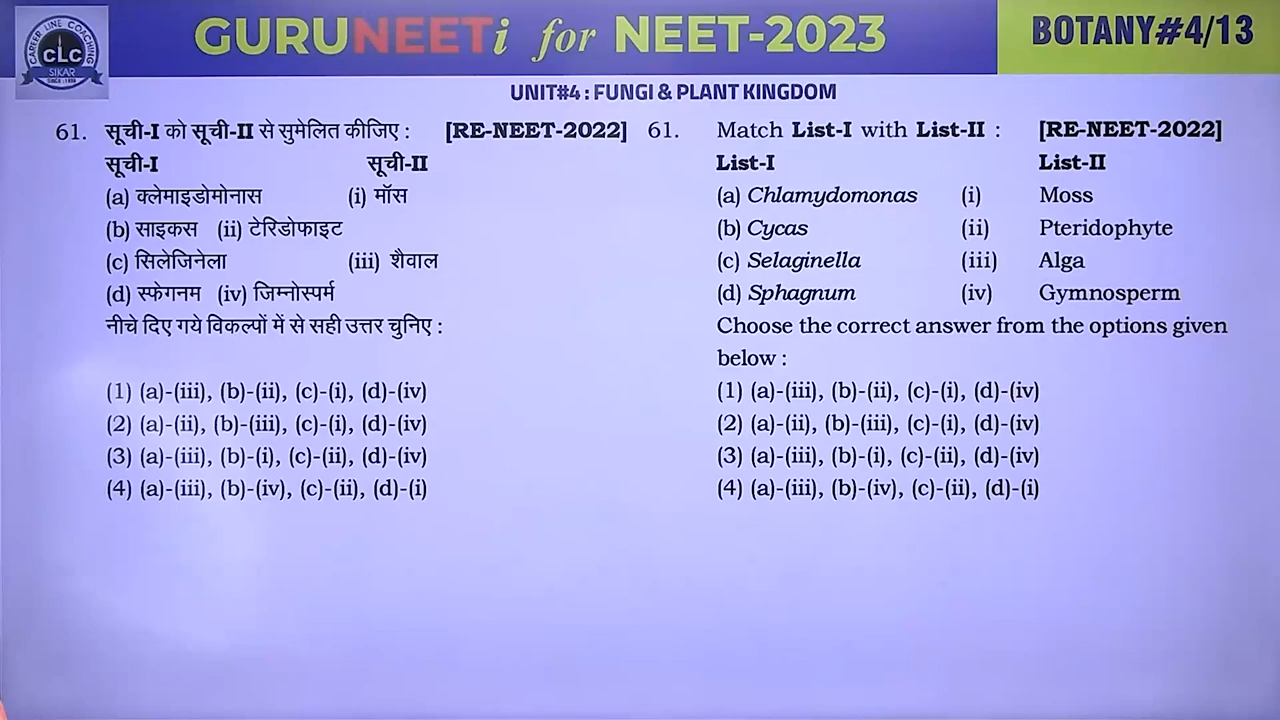 CAREER LINE COACHING
CLC
SIKAR
SINCE : 1996
GURUNEETi for NEET-2023
BOTANY#4/13
UNIT#4 : FUNGI & PLANT KINGDOM
61. सूची-I को सूची-II से सुमेलित कीजिए : [RE-NEET-2022]
सूची-I सूची-II
(a) क्लेमाइडोमोनास (i) मॉस
(b) साइकस (ii) टेरिडोफाइट
(c) सिलेजिनेला (iii) शैवाल
(d) स्फेगनम (iv) जिम्नोस्पर्म
नीचे दिए गये विकल्पों में से सही उत्तर चुनिए :
(1) (a)-(iii), (b)-(ii), (c)-(i), (d)-(iv)
(2) (a)-(ii), (b)-(iii), (c)-(i), (d)-(iv)
(3) (a)-(iii), (b)-(i), (c)-(ii), (d)-(iv)
(4) (a)-(iii), (b)-(iv), (c)-(ii), (d)-(i)
61. Match List-I with List-II : [RE-NEET-2022]
List-I List-II
(a) Chlamydomonas (i) Moss
(b) Cycas (ii) Pteridophyte
(c) Selaginella (iii) Alga
(d) Sphagnum (iv) Gymnosperm
Choose the correct answer from the options given
below :
(1) (a)-(iii), (b)-(ii), (c)-(i), (d)-(iv)
(2) (a)-(ii), (b)-(iii), (c)-(i), (d)-(iv)
(3) (a)-(iii), (b)-(i), (c)-(ii), (d)-(iv)
(4) (a)-(iii), (b)-(iv), (c)-(ii), (d)-(i)